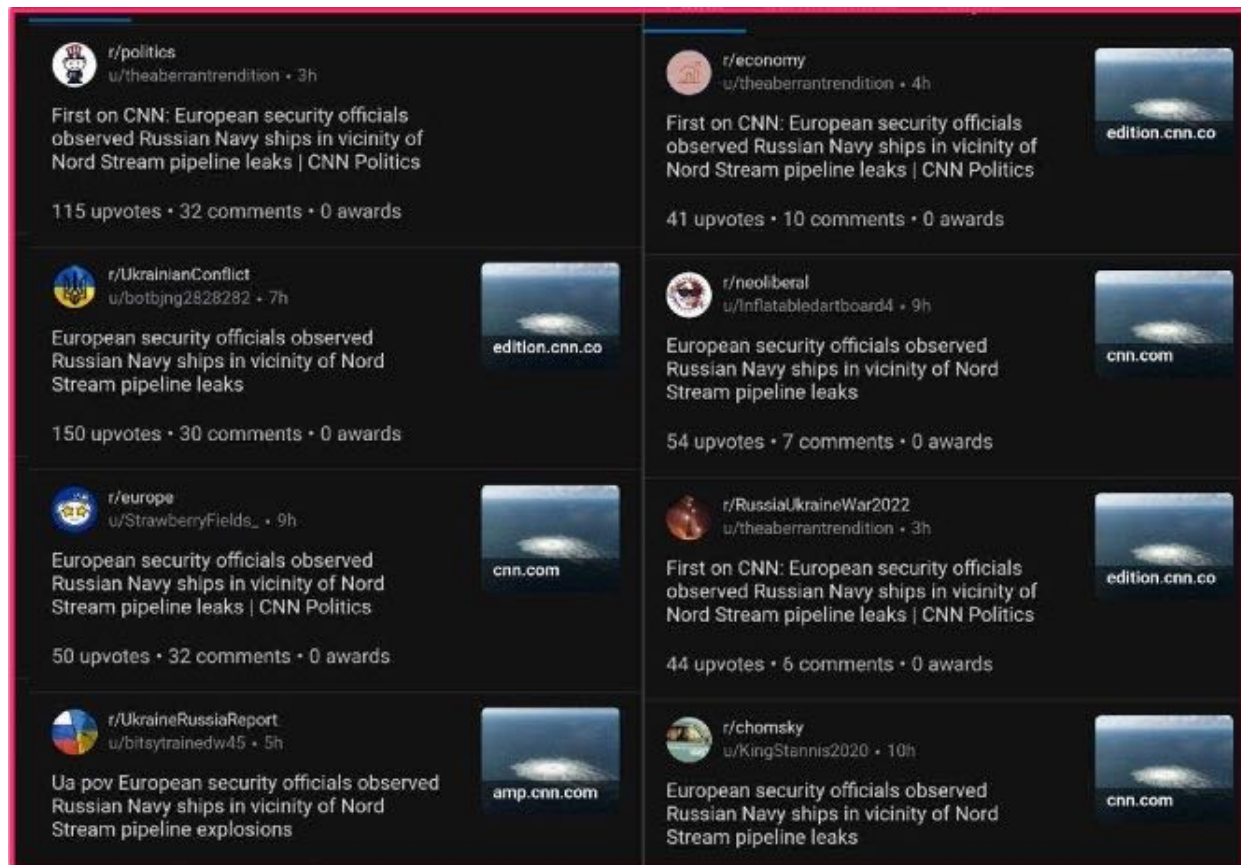 r/politics
u/theaberrantrendition • 3h
First on CNN: European security officials
observed Russian Navy ships in vicinity of
Nord Stream pipeline leaks | CNN Politics
115 upvotes • 32 comments • 0 awards
r/UkrainianConflict
u/botbjng2828282 • 7h
European security officials observed
Russian Navy ships in vicinity of Nord
Stream pipeline leaks
edition.cnn.co
150 upvotes • 30 comments • 0 awards
r/europe
u/StrawberryFields_ • 9h
European security officials observed
Russian Navy ships in vicinity of Nord
Stream pipeline leaks | CNN Politics
cnn.com
50 upvotes • 32 comments • 0 awards
r/UkraineRussiaReport
u/bitsytrainedw45 • 5h
Ua pov European security officials observed
Russian Navy ships in vicinity of Nord
Stream pipeline explosions
amp.cnn.com
r/economy
u/theaberrantrendition • 4h
First on CNN: European security officials
observed Russian Navy ships in vicinity of
Nord Stream pipeline leaks | CNN Politics
edition.cnn.co
41 upvotes • 10 comments • 0 awards
r/neoliberal
u/Inflatabledartboard4 • 9h
European security officials observed
Russian Navy ships in vicinity of Nord
Stream pipeline leaks
cnn.com
54 upvotes • 7 comments • 0 awards
r/RussiaUkraineWar2022
u/theaberrantrendition • 3h
First on CNN: European security officials
observed Russian Navy ships in vicinity of
Nord Stream pipeline leaks | CNN Politics
edition.cnn.co
44 upvotes • 6 comments • 0 awards
r/chomsky
u/KingStannis2020 • 10h
European security officials observed
Russian Navy ships in vicinity of Nord
Stream pipeline leaks
cnn.com